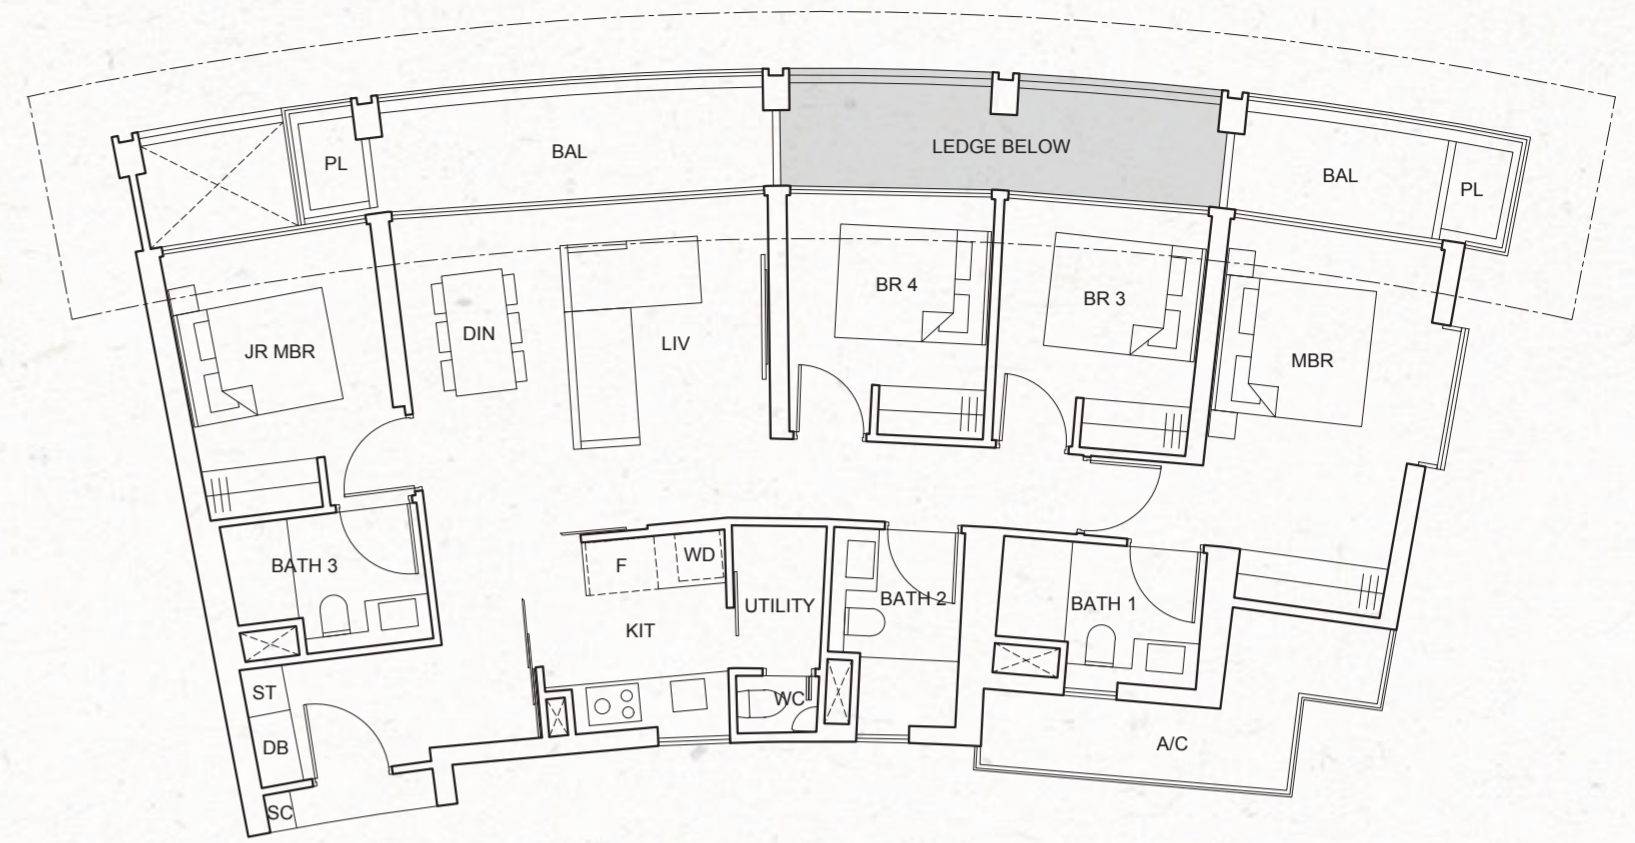 PL
BAL
LEDGE BELOW
BAL
PL
JR MBR
DIN
LIV
BR 4
BR 3
MBR
BATH 3
F
WD
UTILITY
BATH 2
BATH 1
KIT
ST
WC
DB
A/C
SC